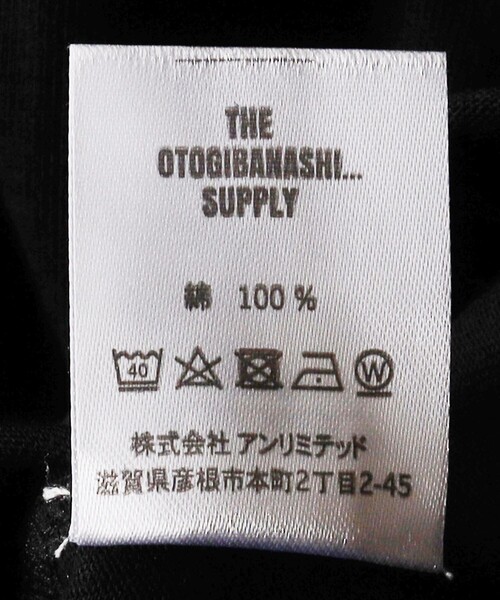 THE
OTOGIBANASHI...
SUPPLY
綿 100 %
40 W
株式会社 アンリミテッド
滋賀県彦根市本町2丁目2-45